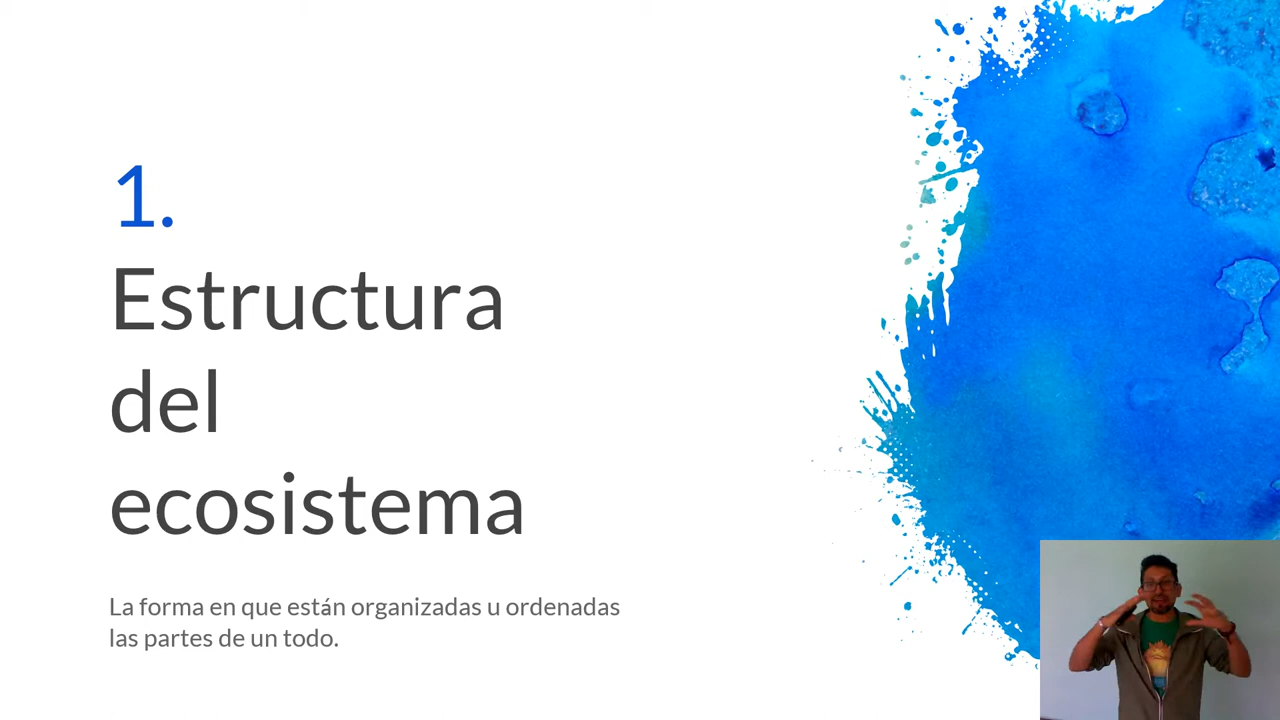 1.
Estructura
del
ecosistema
La forma en que están organizadas u ordenadas
las partes de un todo.